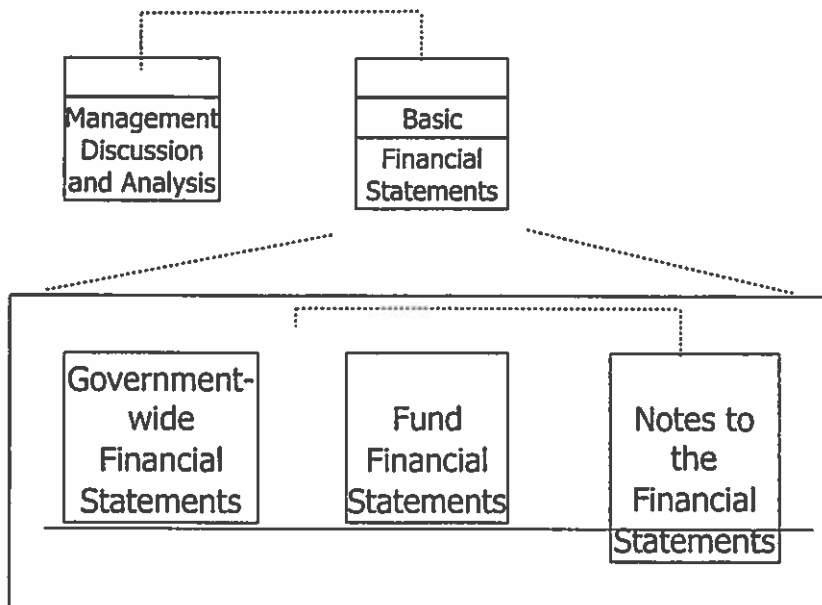 Management
Discussion
and Analysis
Basic
Financial
Statements
Government-
wide
Financial
Statements
Fund
Financial
Statements
Notes to
the
Financial
Statements